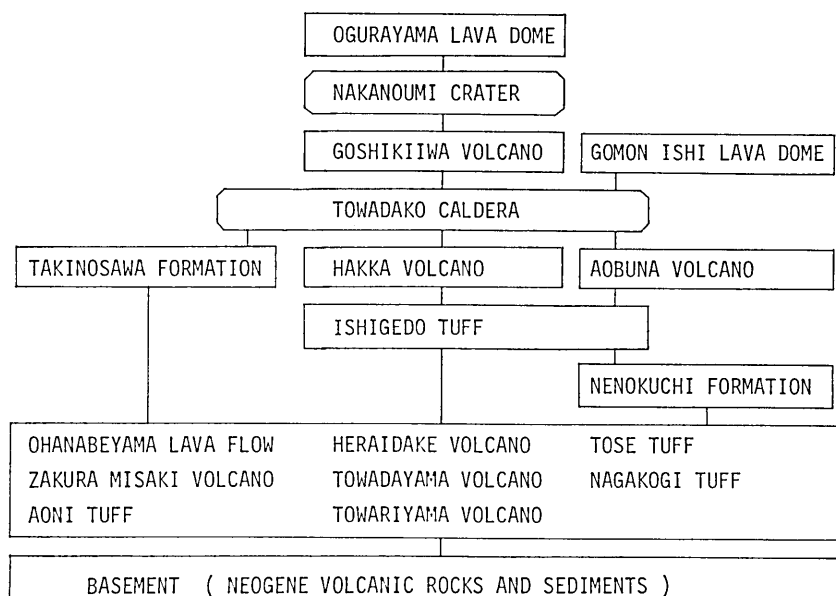 OGURAYAMA LAVA DOME
NAKANOUMI CRATER
GOSHIKIIWA VOLCANO
GOMON ISHI LAVA DOME
TOWADAKO CALDERA
TAKINOSAWA FORMATION
HAKKA VOLCANO
AOBUNA VOLCANO
ISHIGEDO TUFF
NENOKUCHI FORMATION
OHANABEYAMA LAVA FLOW
HERAIDAKE VOLCANO
TOSE TUFF
ZAKURA MISAKI VOLCANO
TOWADAYAMA VOLCANO
NAGAKOGI TUFF
AONI TUFF
TOWARIYAMA VOLCANO
BASEMENT ( NEOGENE VOLCANIC ROCKS AND SEDIMENTS )